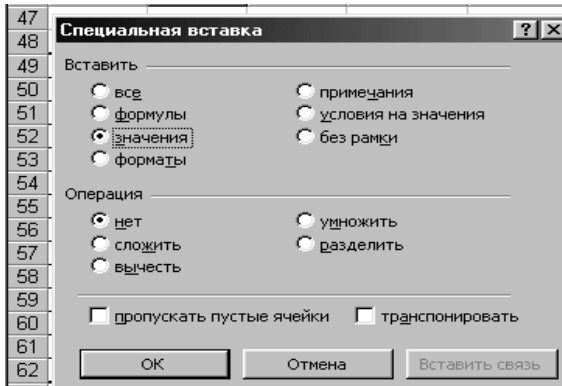 47
48
49
50
51
52
53
54
55
56
57
58
59
60
61
62
Специальная вставка
Вставить
все
формулы
значения
форматы
примечания
условия на значения
без рамки
Операция
нет
сложить
вычесть
умножить
разделить
пропускать пустые ячейки
транспонировать
ОК
Отмена
Вставить связь